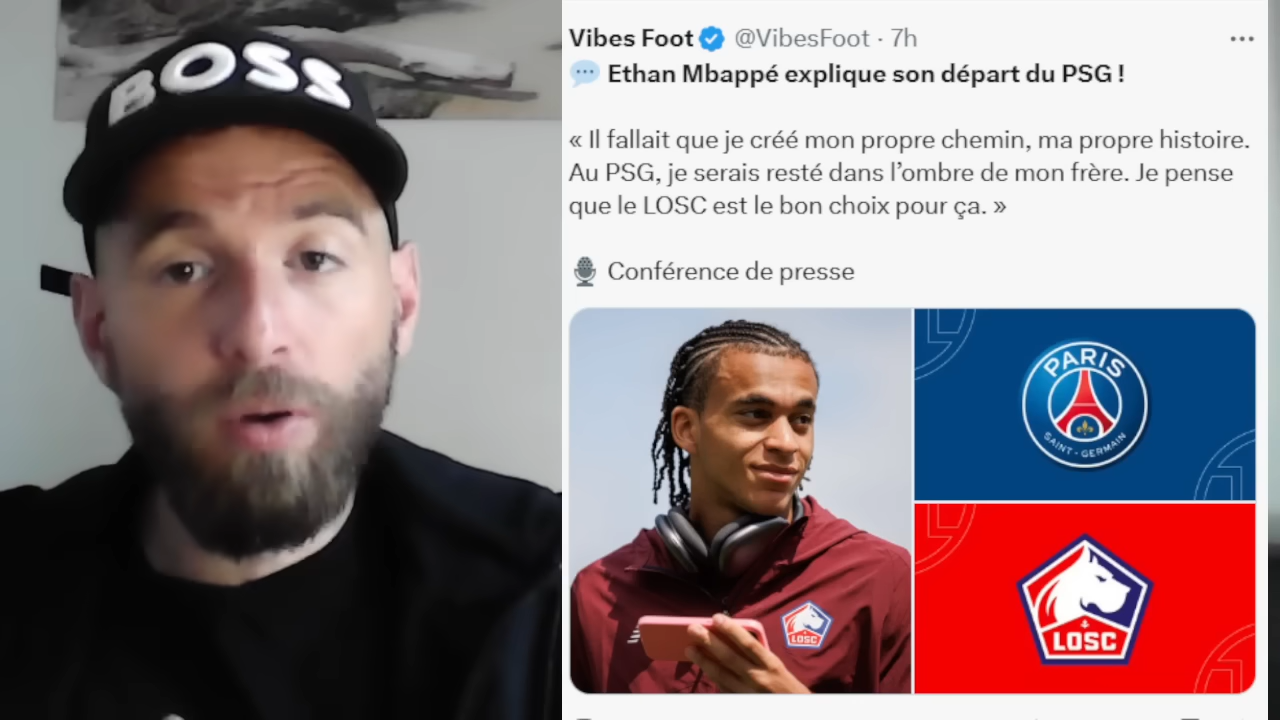 BOSS
Vibes Foot @VibesFoot · 7h
💬 Ethan Mbappé explique son départ du PSG !
« Il fallait que je créé mon propre chemin, ma propre histoire.
Au PSG, je serais resté dans l’ombre de mon frère. Je pense
que le LOSC est le bon choix pour ça. »
🎙️ Conférence de presse
PARIS
SAINT-GERMAIN
LOSC
LOSC